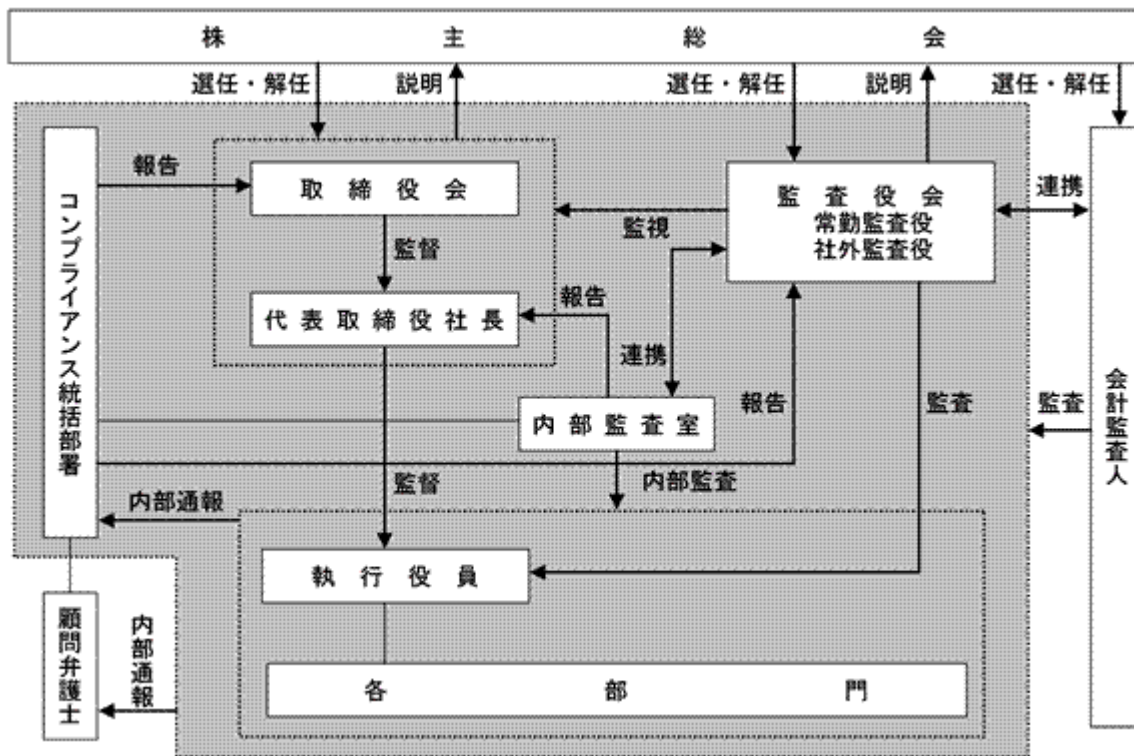 株主総会
選任・解任
説明
選任・解任
説明
選任・解任
コンプライアンス統括部署
報告
取締役会
監督
代表取締役社長
監視
監査役会
常勤監査役
社外監査役
連携
報告
連携
内部監査室
報告
監査
監査
会計監査人
監督
内部監査
内部通報
執行役員
各部門
顧問弁護士
内部通報